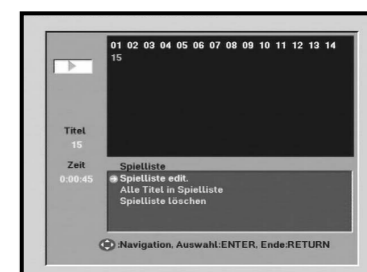 01 02 03 04 05 06 07 08 09 10 11 12 13 14
15
Titel
15
Zeit
0:00:45
Spielliste
Spielliste edit.
Alle Titel in Spielliste
Spielliste löschen
:Navigation, Auswahl:ENTER, Ende:RETURN